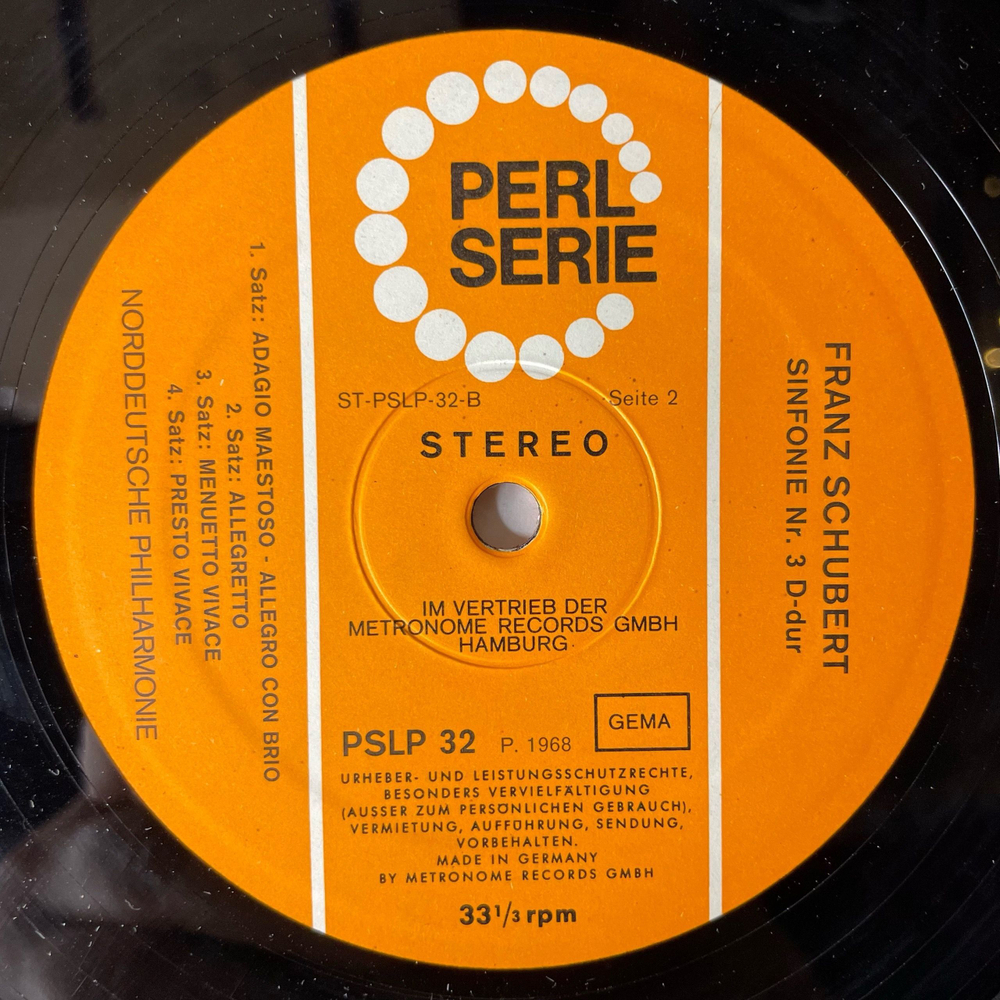 PERL
SERIE
ST-PSLP-32-B
Seite 2
STEREO
IM VERTRIEB DER
METRONOME RECORDS GMBH
HAMBURG
PSLP 32
P. 1968
GEMA
URHEBER- UND LEISTUNGSSCHUTZRECHTE,
BESONDERS VERVIELFÄLTIGUNG
(AUSSER ZUM PERSÖNLICHEN GEBRAUCH),
VERMIETUNG, AUFFÜHRUNG, SENDUNG,
VORBEHALTEN.
MADE IN GERMANY
BY METRONOME RECORDS GMBH
33 1/3 rpm
FRANZ SCHUBERT
SINFONIE Nr. 3 D-dur
1. Satz: ADAGIO MAESTOSO - ALLEGRO CON BRIO
2. Satz: ALLEGRETTO
3. Satz: MENUETTO VIVACE
4. Satz: PRESTO VIVACE
NORDDEUTSCHE PHILHARMONIE